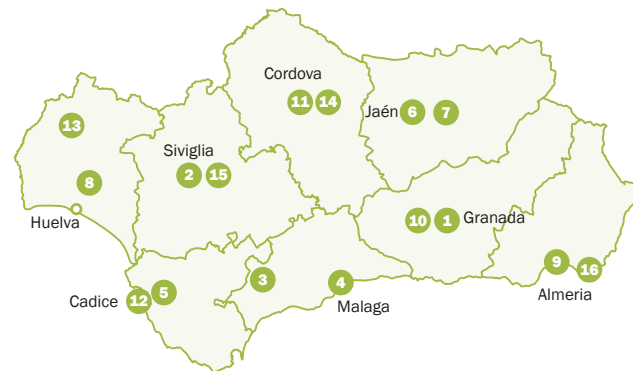 Cordova
11 14
Jaén 6 7
13
Siviglia
2 15
8
Huelva
10 1 Granada
9 16
Almeria
3
4
Malaga
Cadice 12 5